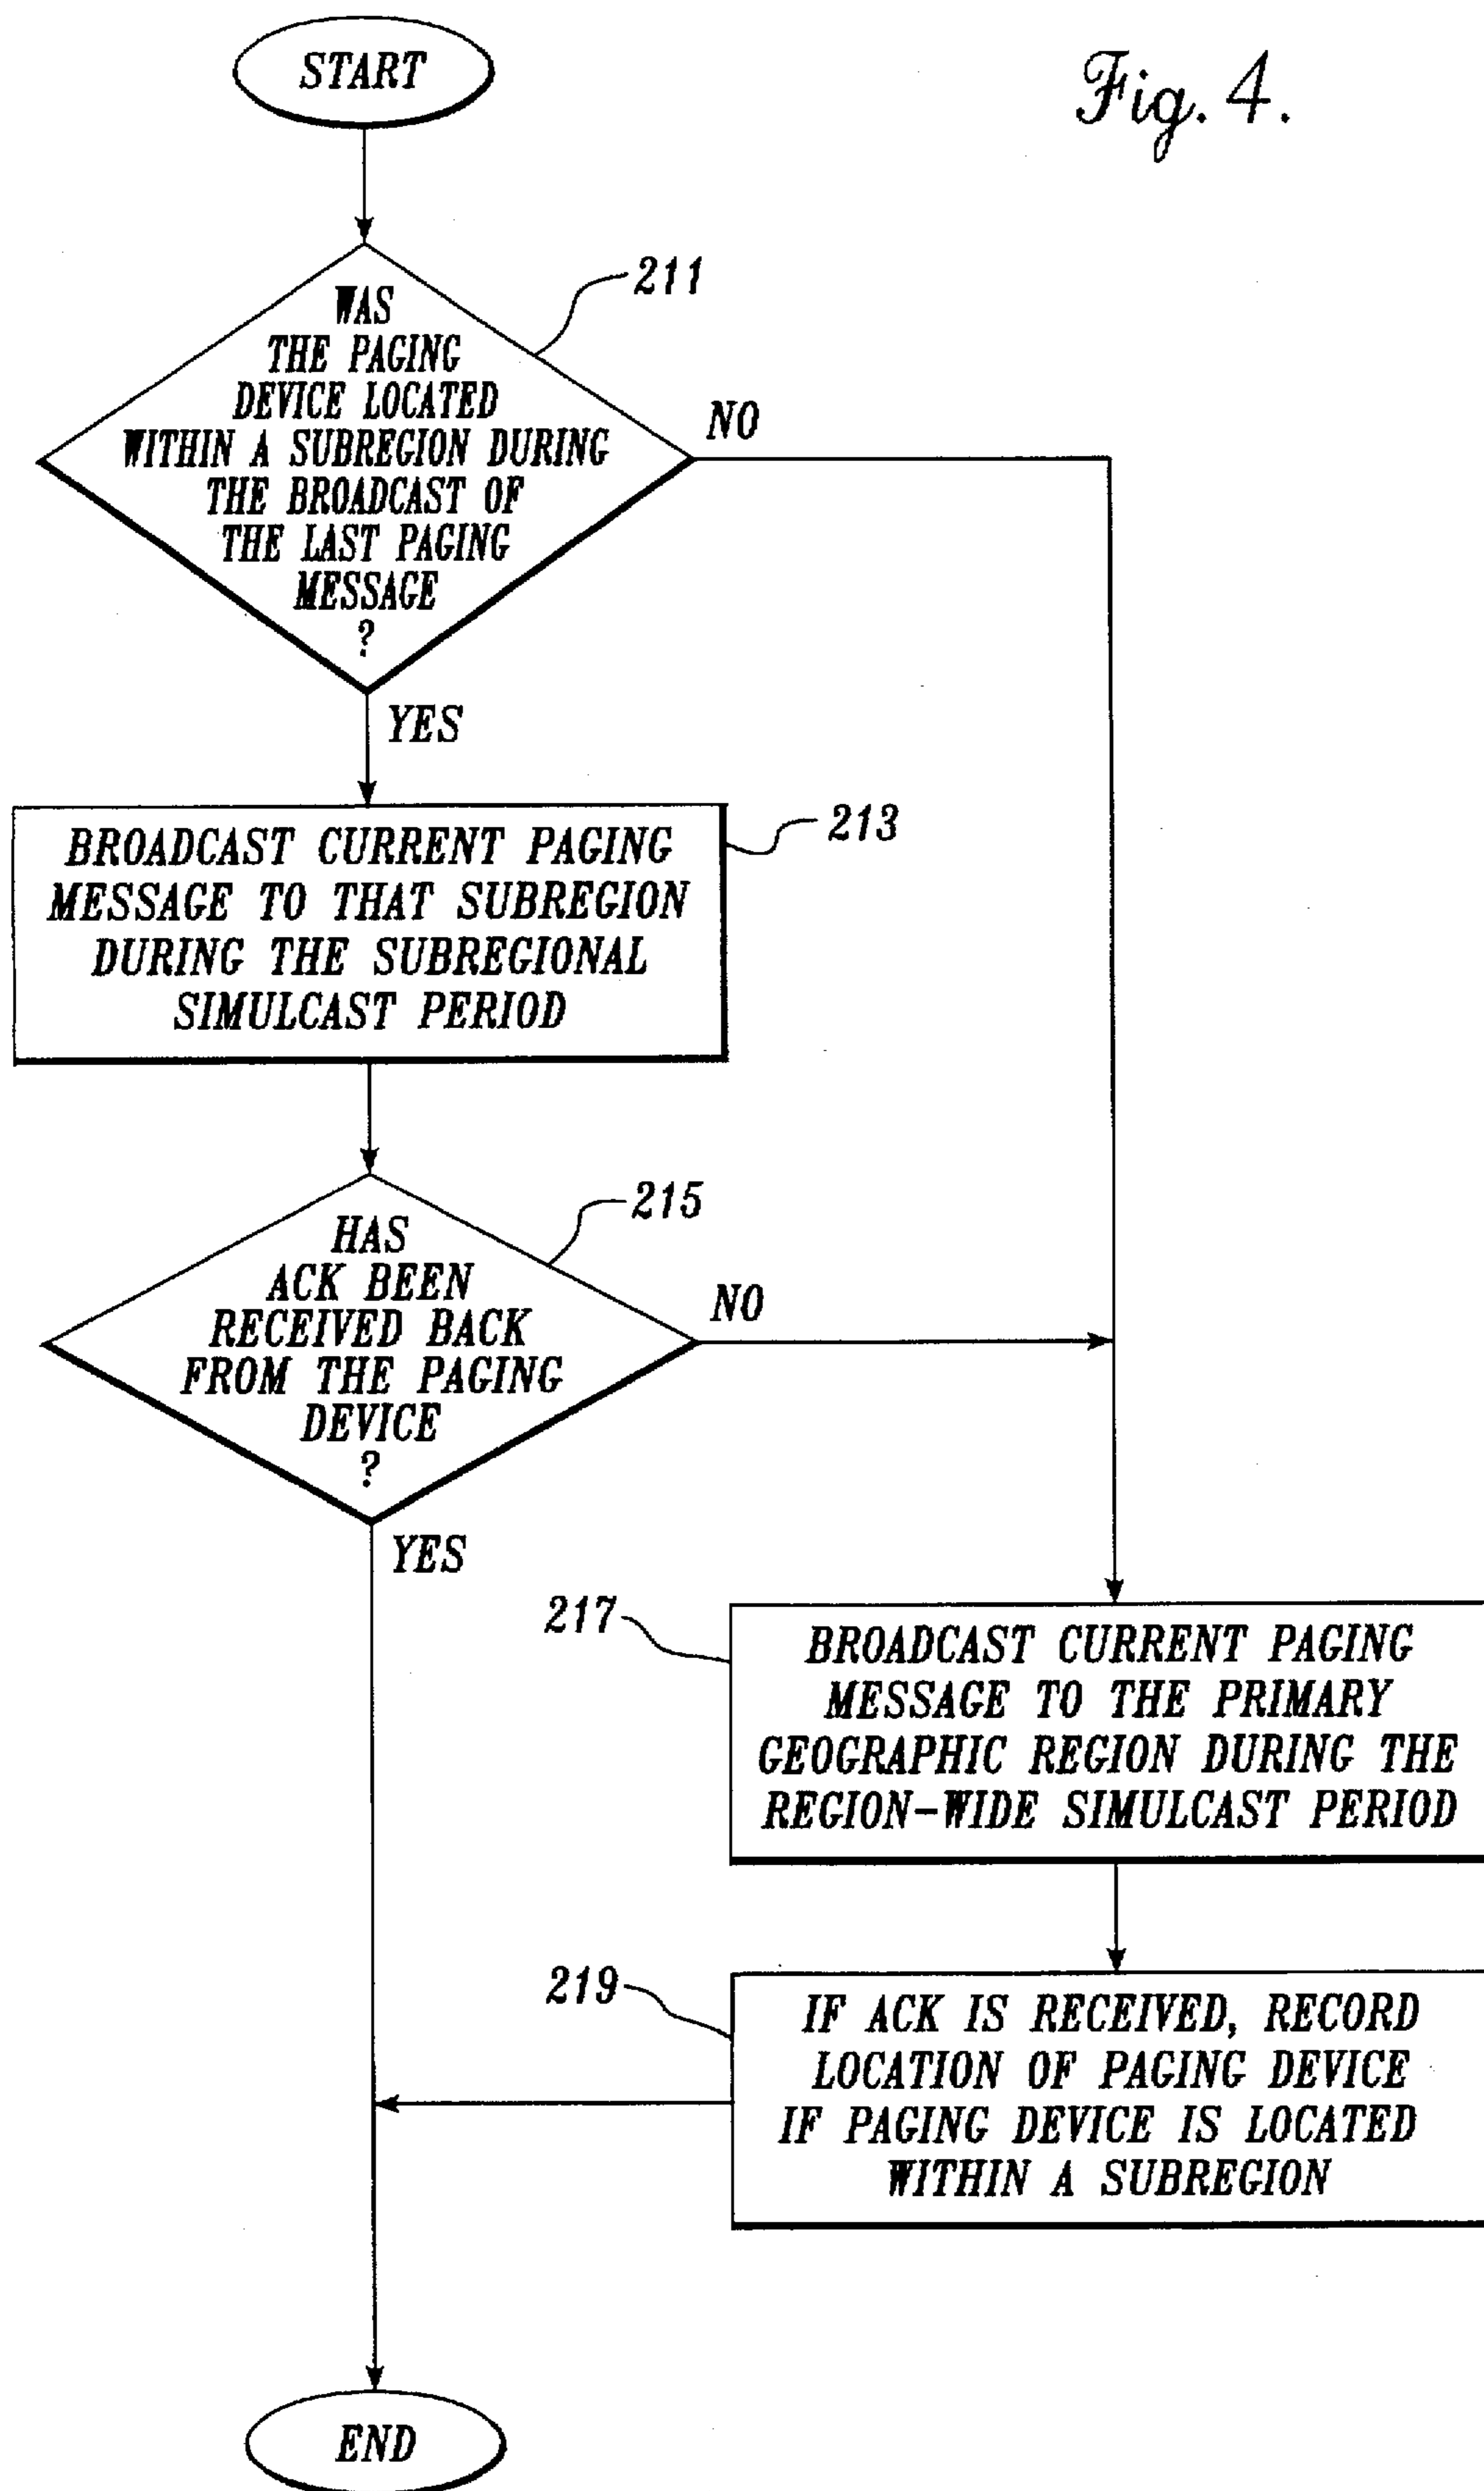 START
Fig. 4.
211
WAS
THE PAGING
DEVICE LOCATED
WITHIN A SUBREGION DURING
THE BROADCAST OF
THE LAST PAGING
MESSAGE
?
NO
YES
213
BROADCAST CURRENT PAGING
MESSAGE TO THAT SUBREGION
DURING THE SUBREGIONAL
SIMULCAST PERIOD
215
HAS
ACK BEEN
RECEIVED BACK
FROM THE PAGING
DEVICE
?
NO
YES
217
BROADCAST CURRENT PAGING
MESSAGE TO THE PRIMARY
GEOGRAPHIC REGION DURING THE
REGION-WIDE SIMULCAST PERIOD
219
IF ACK IS RECEIVED, RECORD
LOCATION OF PAGING DEVICE
IF PAGING DEVICE IS LOCATED
WITHIN A SUBREGION
END